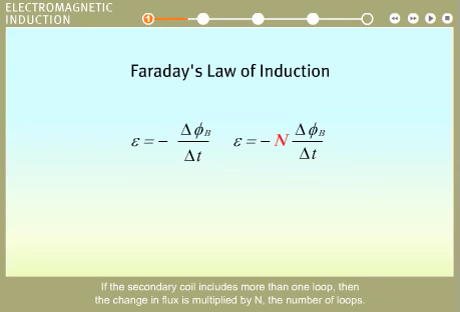 ELECTROMAGNETIC
INDUCTION
1
Faraday's Law of Induction
ε = − Δϕ_B / Δt    ε = − N Δϕ_B / Δt
If the secondary coil includes more than one loop, then
the change in flux is multiplied by N, the number of loops.